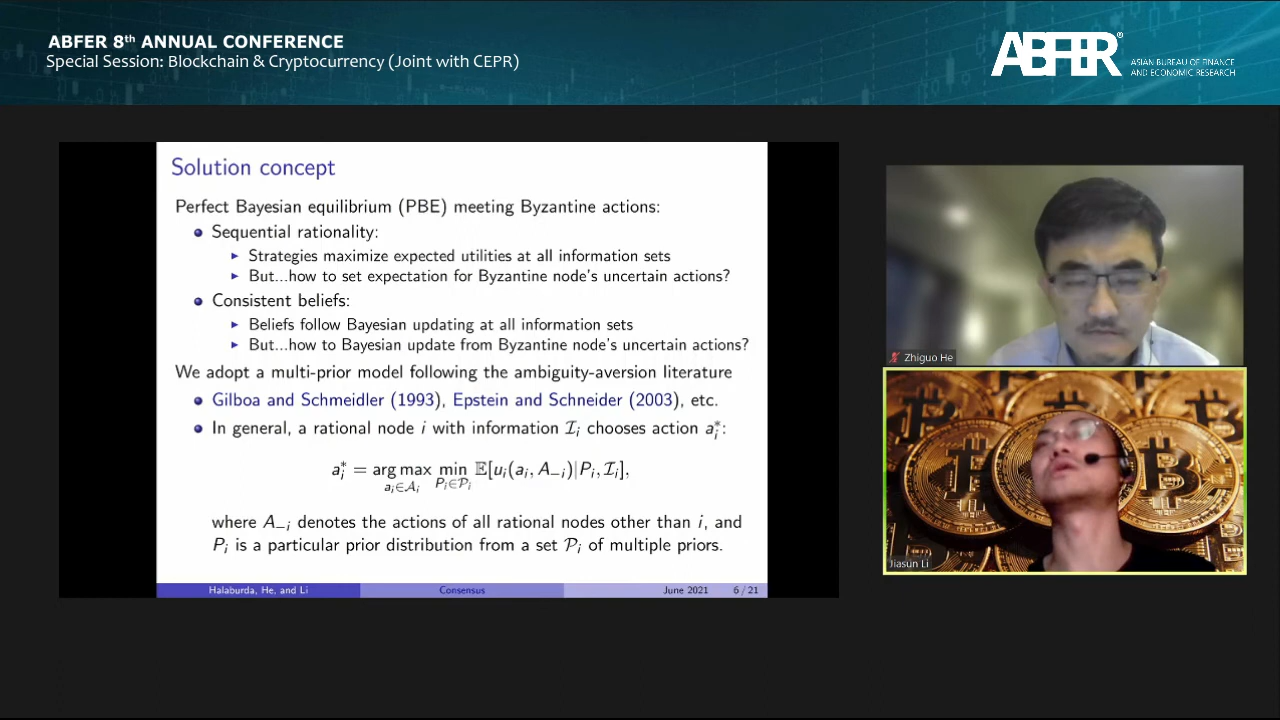 ABFER 8th ANNUAL CONFERENCE
Special Session: Blockchain & Cryptocurrency (Joint with CEPR)
ABFER®
ASIAN BUREAU OF FINANCE
AND ECONOMIC RESEARCH
Solution concept
Perfect Bayesian equilibrium (PBE) meeting Byzantine actions:
Sequential rationality:
Strategies maximize expected utilities at all information sets
But...how to set expectation for Byzantine node's uncertain actions?
Consistent beliefs:
Beliefs follow Bayesian updating at all information sets
But...how to Bayesian update from Byzantine node's uncertain actions?
We adopt a multi-prior model following the ambiguity-aversion literature
Gilboa and Schmeidler (1993), Epstein and Schneider (2003), etc.
In general, a rational node i with information ℐᵢ chooses action aᵢ*:
aᵢ* = arg max min 𝔼[uᵢ(aᵢ, A₋ᵢ)|Pᵢ, ℐᵢ],
aᵢ∈𝒜ᵢ Pᵢ∈𝒫ᵢ
where A₋ᵢ denotes the actions of all rational nodes other than i, and
Pᵢ is a particular prior distribution from a set 𝒫ᵢ of multiple priors.
Halaburda, He, and Li Consensus June 2021 6 / 21
Zhiguo He
Jiasun Li